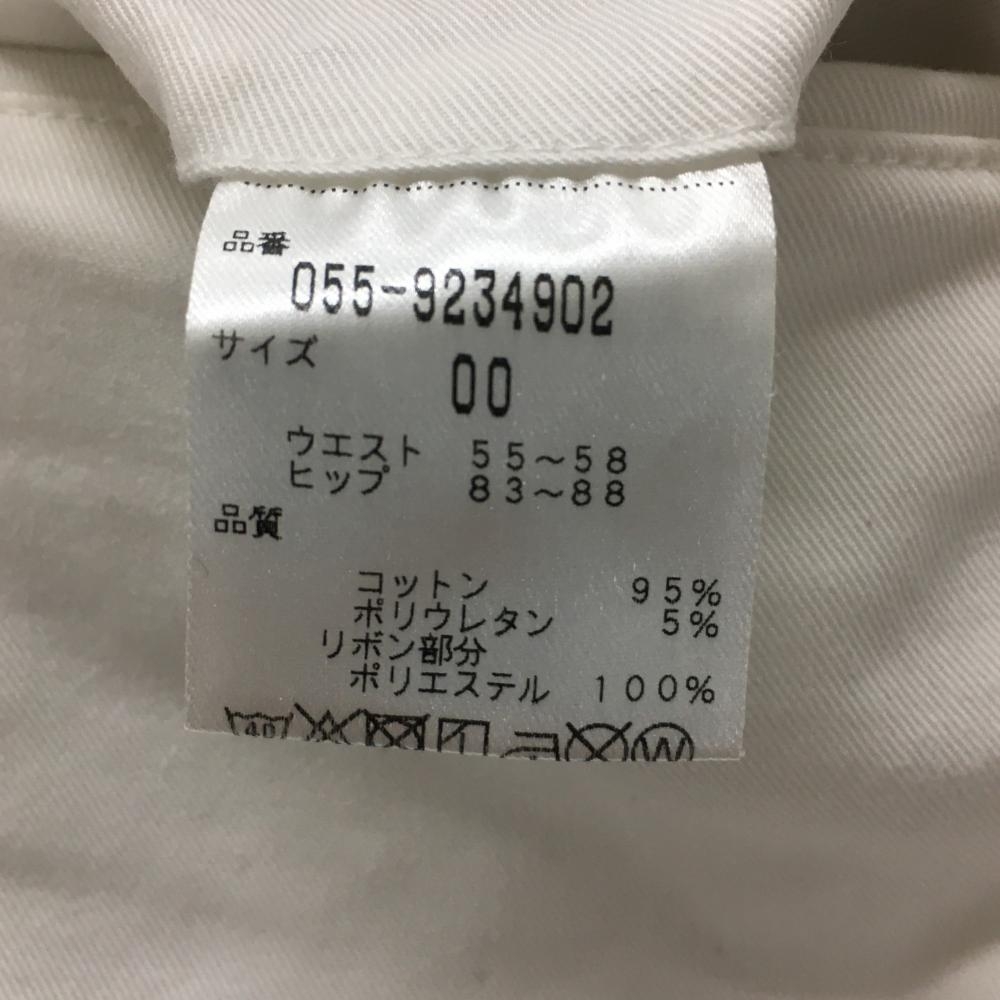 品番
055-9234902
サイズ
00
ウエスト 55～58
ヒップ 83～88
品質
コットン 95%
ポリウレタン 5%
リボン部分
ポリエステル 100%
40 W